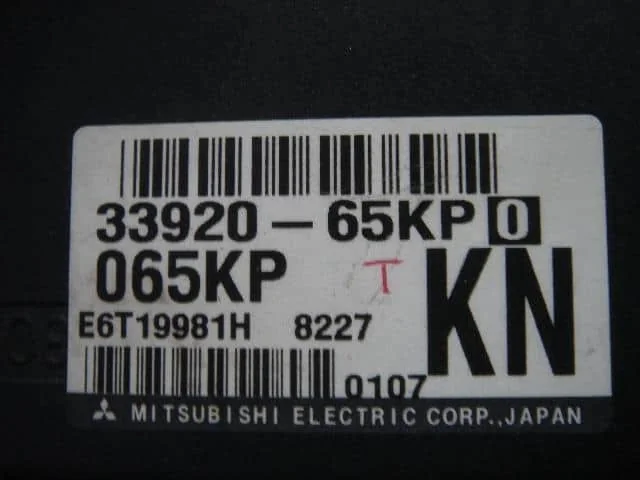 33920-65KP 0
065KP T KN
E6T19981H 8227
0107
MITSUBISHI ELECTRIC CORP., JAPAN